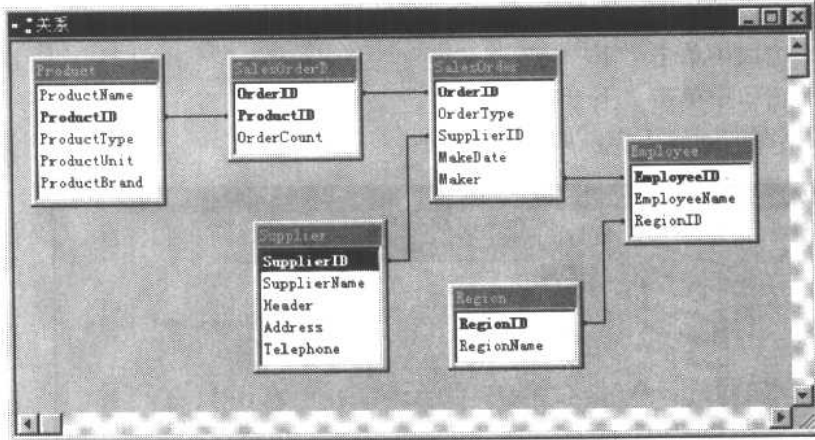 关系
Product
ProductName
ProductID
ProductType
ProductUnit
ProductBrand
SalesOrderD
OrderID
ProductID
OrderCount
SalesOrder
OrderID
OrderType
SupplierID
MakeDate
Maker
Employee
EmployeeID
EmployeeName
RegionID
Supplier
SupplierID
SupplierName
Header
Address
Telephone
Region
RegionID
RegionName